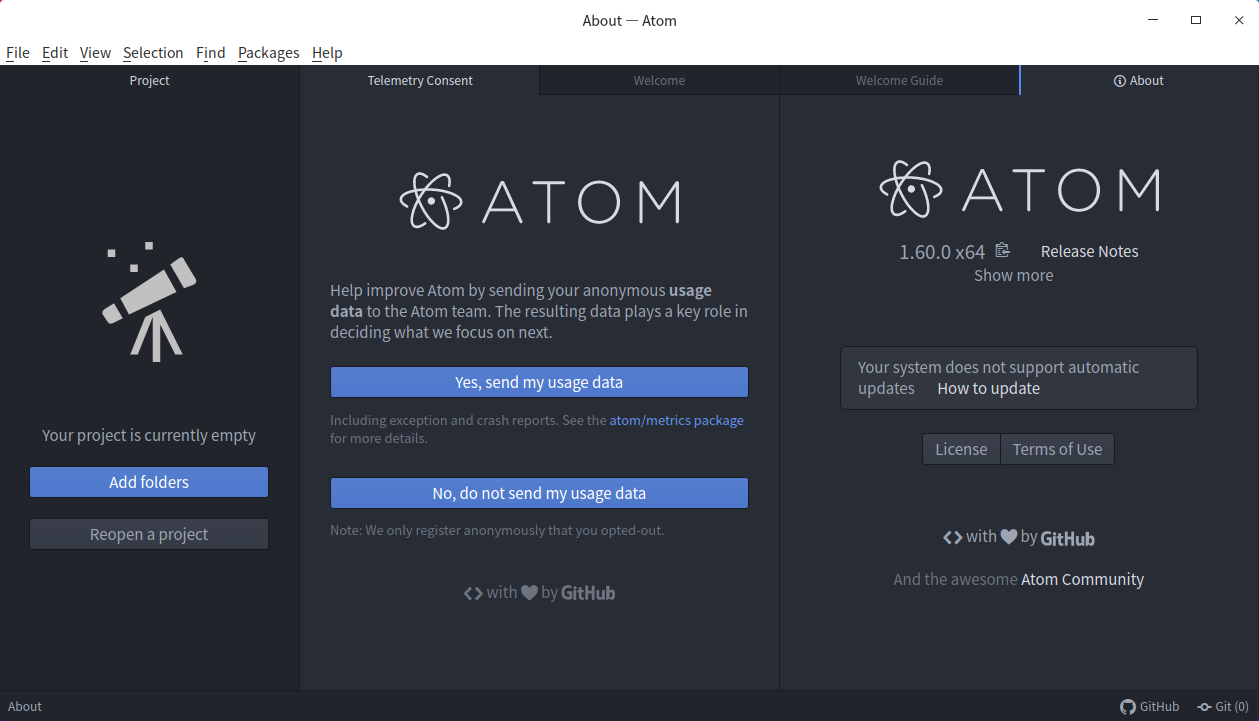 About — Atom
File Edit View Selection Find Packages Help
Project
Telemetry Consent
Welcome
Welcome Guide
About
Your project is currently empty
Add folders
Reopen a project
ATOM
Help improve Atom by sending your anonymous usage
data to the Atom team. The resulting data plays a key role in
deciding what we focus on next.
Yes, send my usage data
Including exception and crash reports. See the atom/metrics package
for more details.
No, do not send my usage data
Note: We only register anonymously that you opted-out.
with by GitHub
ATOM
1.60.0 x64 Release Notes
Show more
Your system does not support automatic
updates How to update
License Terms of Use
with by GitHub
And the awesome Atom Community
About
GitHub Git (0)